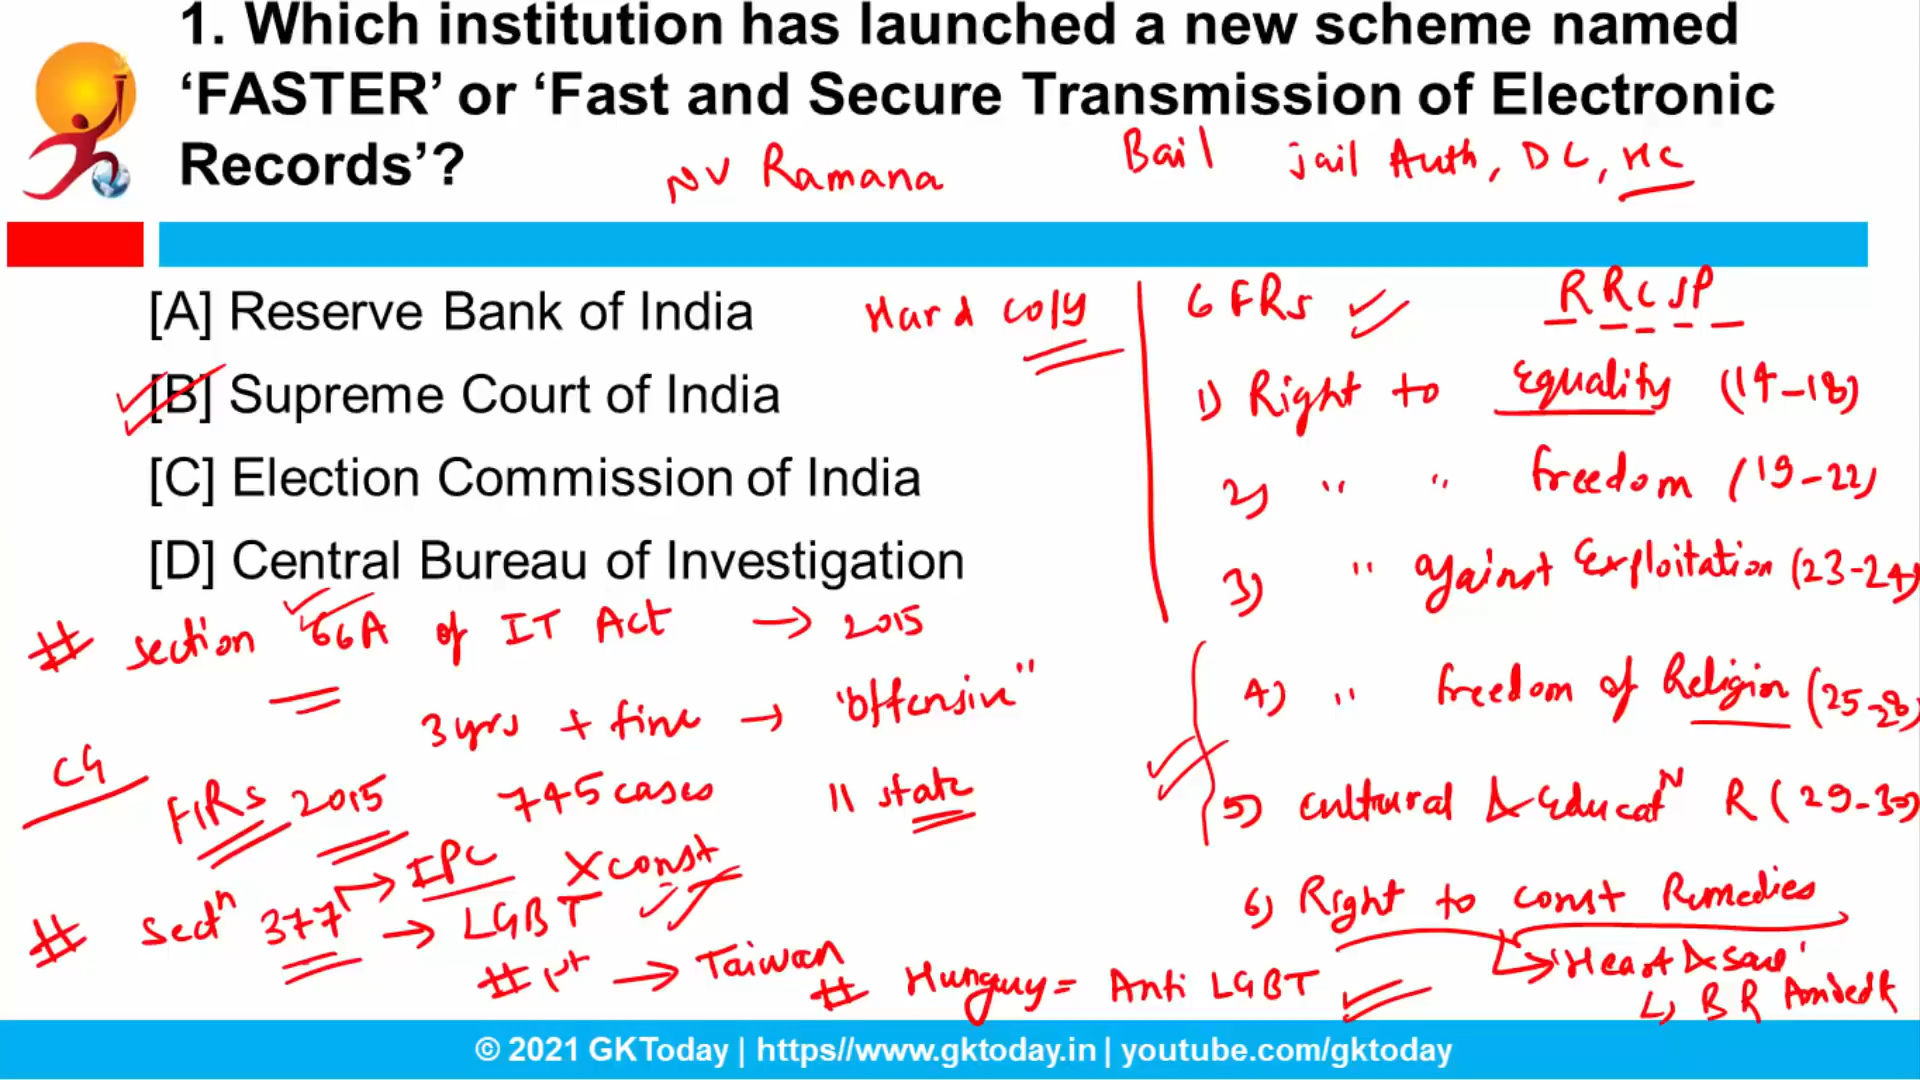 1. Which institution has launched a new scheme named
‘FASTER’ or ‘Fast and Secure Transmission of Electronic
Records’?
NV Ramana
Bail jail Auth, DC, HC
[A] Reserve Bank of India
[B] Supreme Court of India
[C] Election Commission of India
[D] Central Bureau of Investigation
Hard copy
6 FRs RRCSP
1) Right to Equality (14-18)
2) " " freedom (19-22)
3) " against Exploitation (23-24)
4) " freedom of Religion (25-28)
5) cultural & Educatn R (29-30)
6) Right to const Remedies
'Heart & soul'
BR
# section 66A of IT Act → 2015
3 yrs + fine → "offensive"
CG
FIRs 2015 745 cases 11 state
# Sectn 377 → IPC X const
→ LGBT
# 1st → Taiwan
# Hungury = Anti LGBT
© 2021 GKToday | https//www.gktoday.in | youtube.com/gktoday